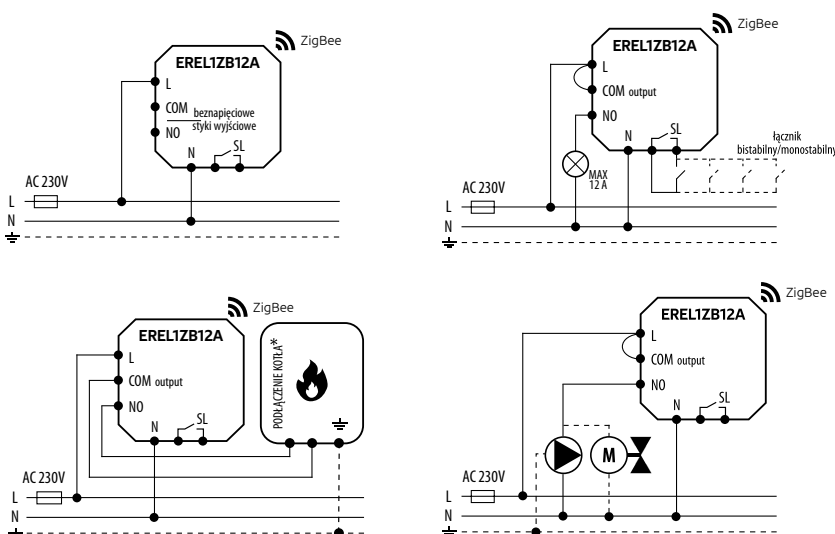 ZigBee
EREL1ZB12A
L
COM
beznapięciowe
styki wyjściowe
NO
N
SL
AC 230V
L
N
ZigBee
EREL1ZB12A
L
COM output
NO
N
SL
łącznik
bistabilny/monostabilny
MAX
12 A
AC 230V
L
N
ZigBee
EREL1ZB12A
L
COM output
NO
N
SL
PODŁĄCZENIE KOTŁA*
AC 230V
L
N
ZigBee
EREL1ZB12A
L
COM output
NO
N
SL
M
AC 230V
L
N